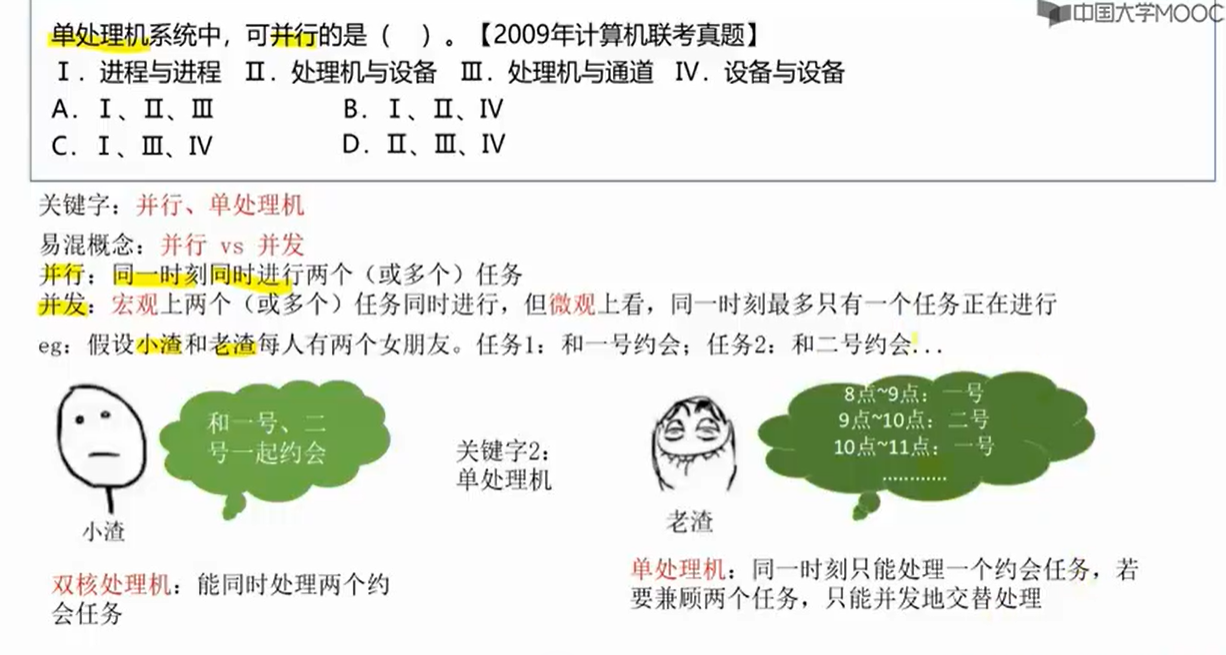 中国大学MOOC
单处理机系统中，可并行的是（ ）。【2009年计算机联考真题】
Ⅰ．进程与进程 Ⅱ．处理机与设备 Ⅲ．处理机与通道 Ⅳ．设备与设备
A．Ⅰ、Ⅱ、Ⅲ B．Ⅰ、Ⅱ、Ⅳ
C．Ⅰ、Ⅲ、Ⅳ D．Ⅱ、Ⅲ、Ⅳ
关键字：并行、单处理机
易混概念：并行 vs 并发
并行：同一时刻同时进行两个（或多个）任务
并发：宏观上两个（或多个）任务同时进行，但微观上看，同一时刻最多只有一个任务正在进行
eg：假设小渣和老渣每人有两个女朋友。任务1：和一号约会；任务2：和二号约会...
和一号、二
号一起约会
小渣
关键字2：
单处理机
8点~9点：一号
9点~10点：二号
10点~11点：一号
…………
老渣
双核处理机：能同时处理两个约
会任务
单处理机：同一时刻只能处理一个约会任务，若
要兼顾两个任务，只能并发地交替处理